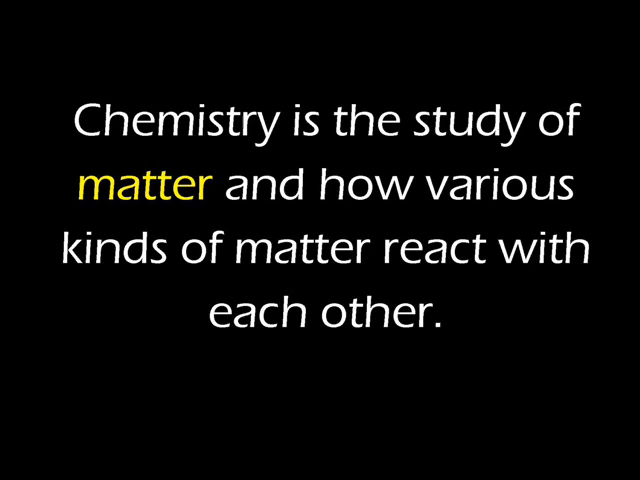 Chemistry is the study of
matter and how various
kinds of matter react with
each other.